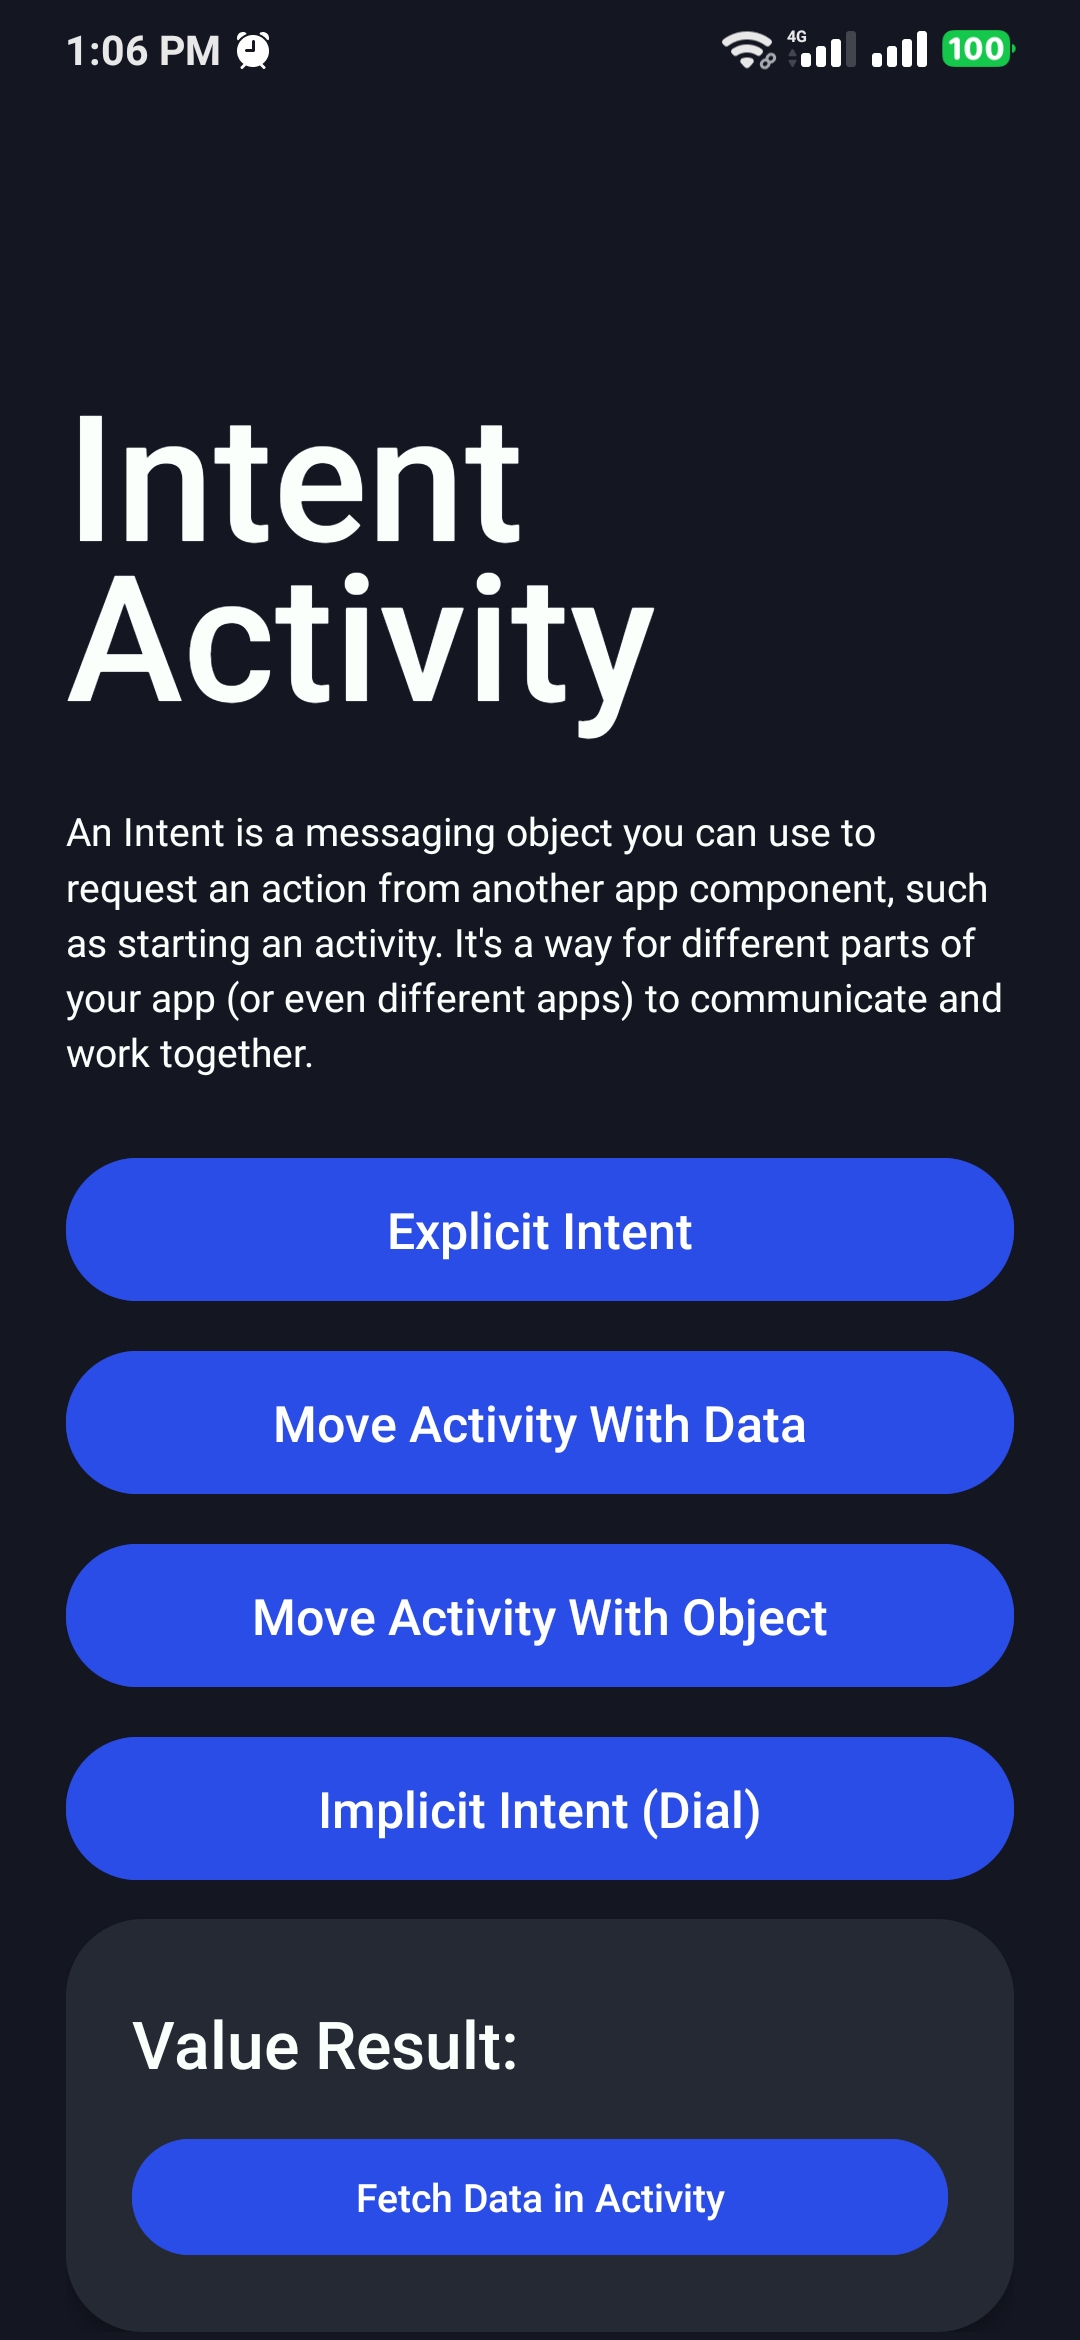 1:06 PM
4G
100
Intent
Activity
An Intent is a messaging object you can use to
request an action from another app component, such
as starting an activity. It's a way for different parts of
your app (or even different apps) to communicate and
work together.
Explicit Intent
Move Activity With Data
Move Activity With Object
Implicit Intent (Dial)
Value Result:
Fetch Data in Activity